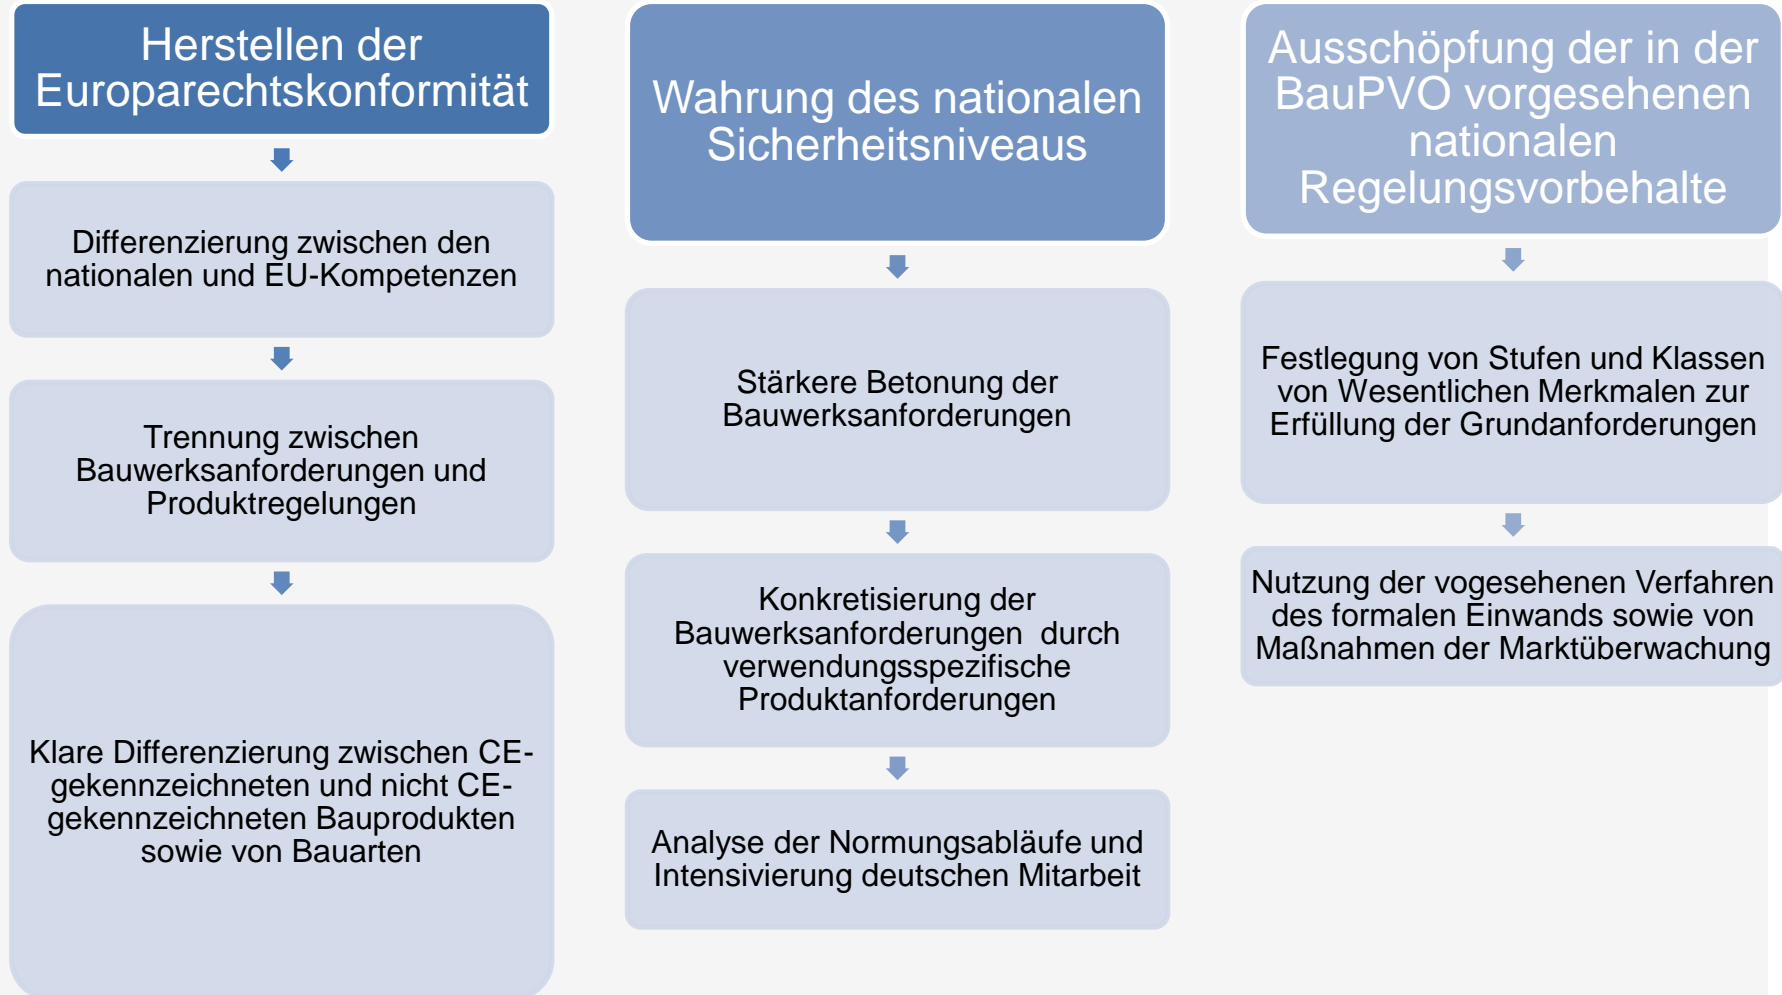 Herstellen der
Europarechtskonformität
Differenzierung zwischen den
nationalen und EU-Kompetenzen
Trennung zwischen
Bauwerksanforderungen und
Produktregelungen
Klare Differenzierung zwischen CE-
gekennzeichneten und nicht CE-
gekennzeichneten Bauprodukten
sowie von Bauarten
Wahrung des nationalen
Sicherheitsniveaus
Stärkere Betonung der
Bauwerksanforderungen
Konkretisierung der
Bauwerksanforderungen durch
verwendungsspezifische
Produktanforderungen
Analyse der Normungsabläufe und
Intensivierung deutschen Mitarbeit
Ausschöpfung der in der
BauPVO vorgesehenen
nationalen
Regelungsvorbehalte
Festlegung von Stufen und Klassen
von Wesentlichen Merkmalen zur
Erfüllung der Grundanforderungen
Nutzung der vogesehenen Verfahren
des formalen Einwands sowie von
Maßnahmen der Marktüberwachung